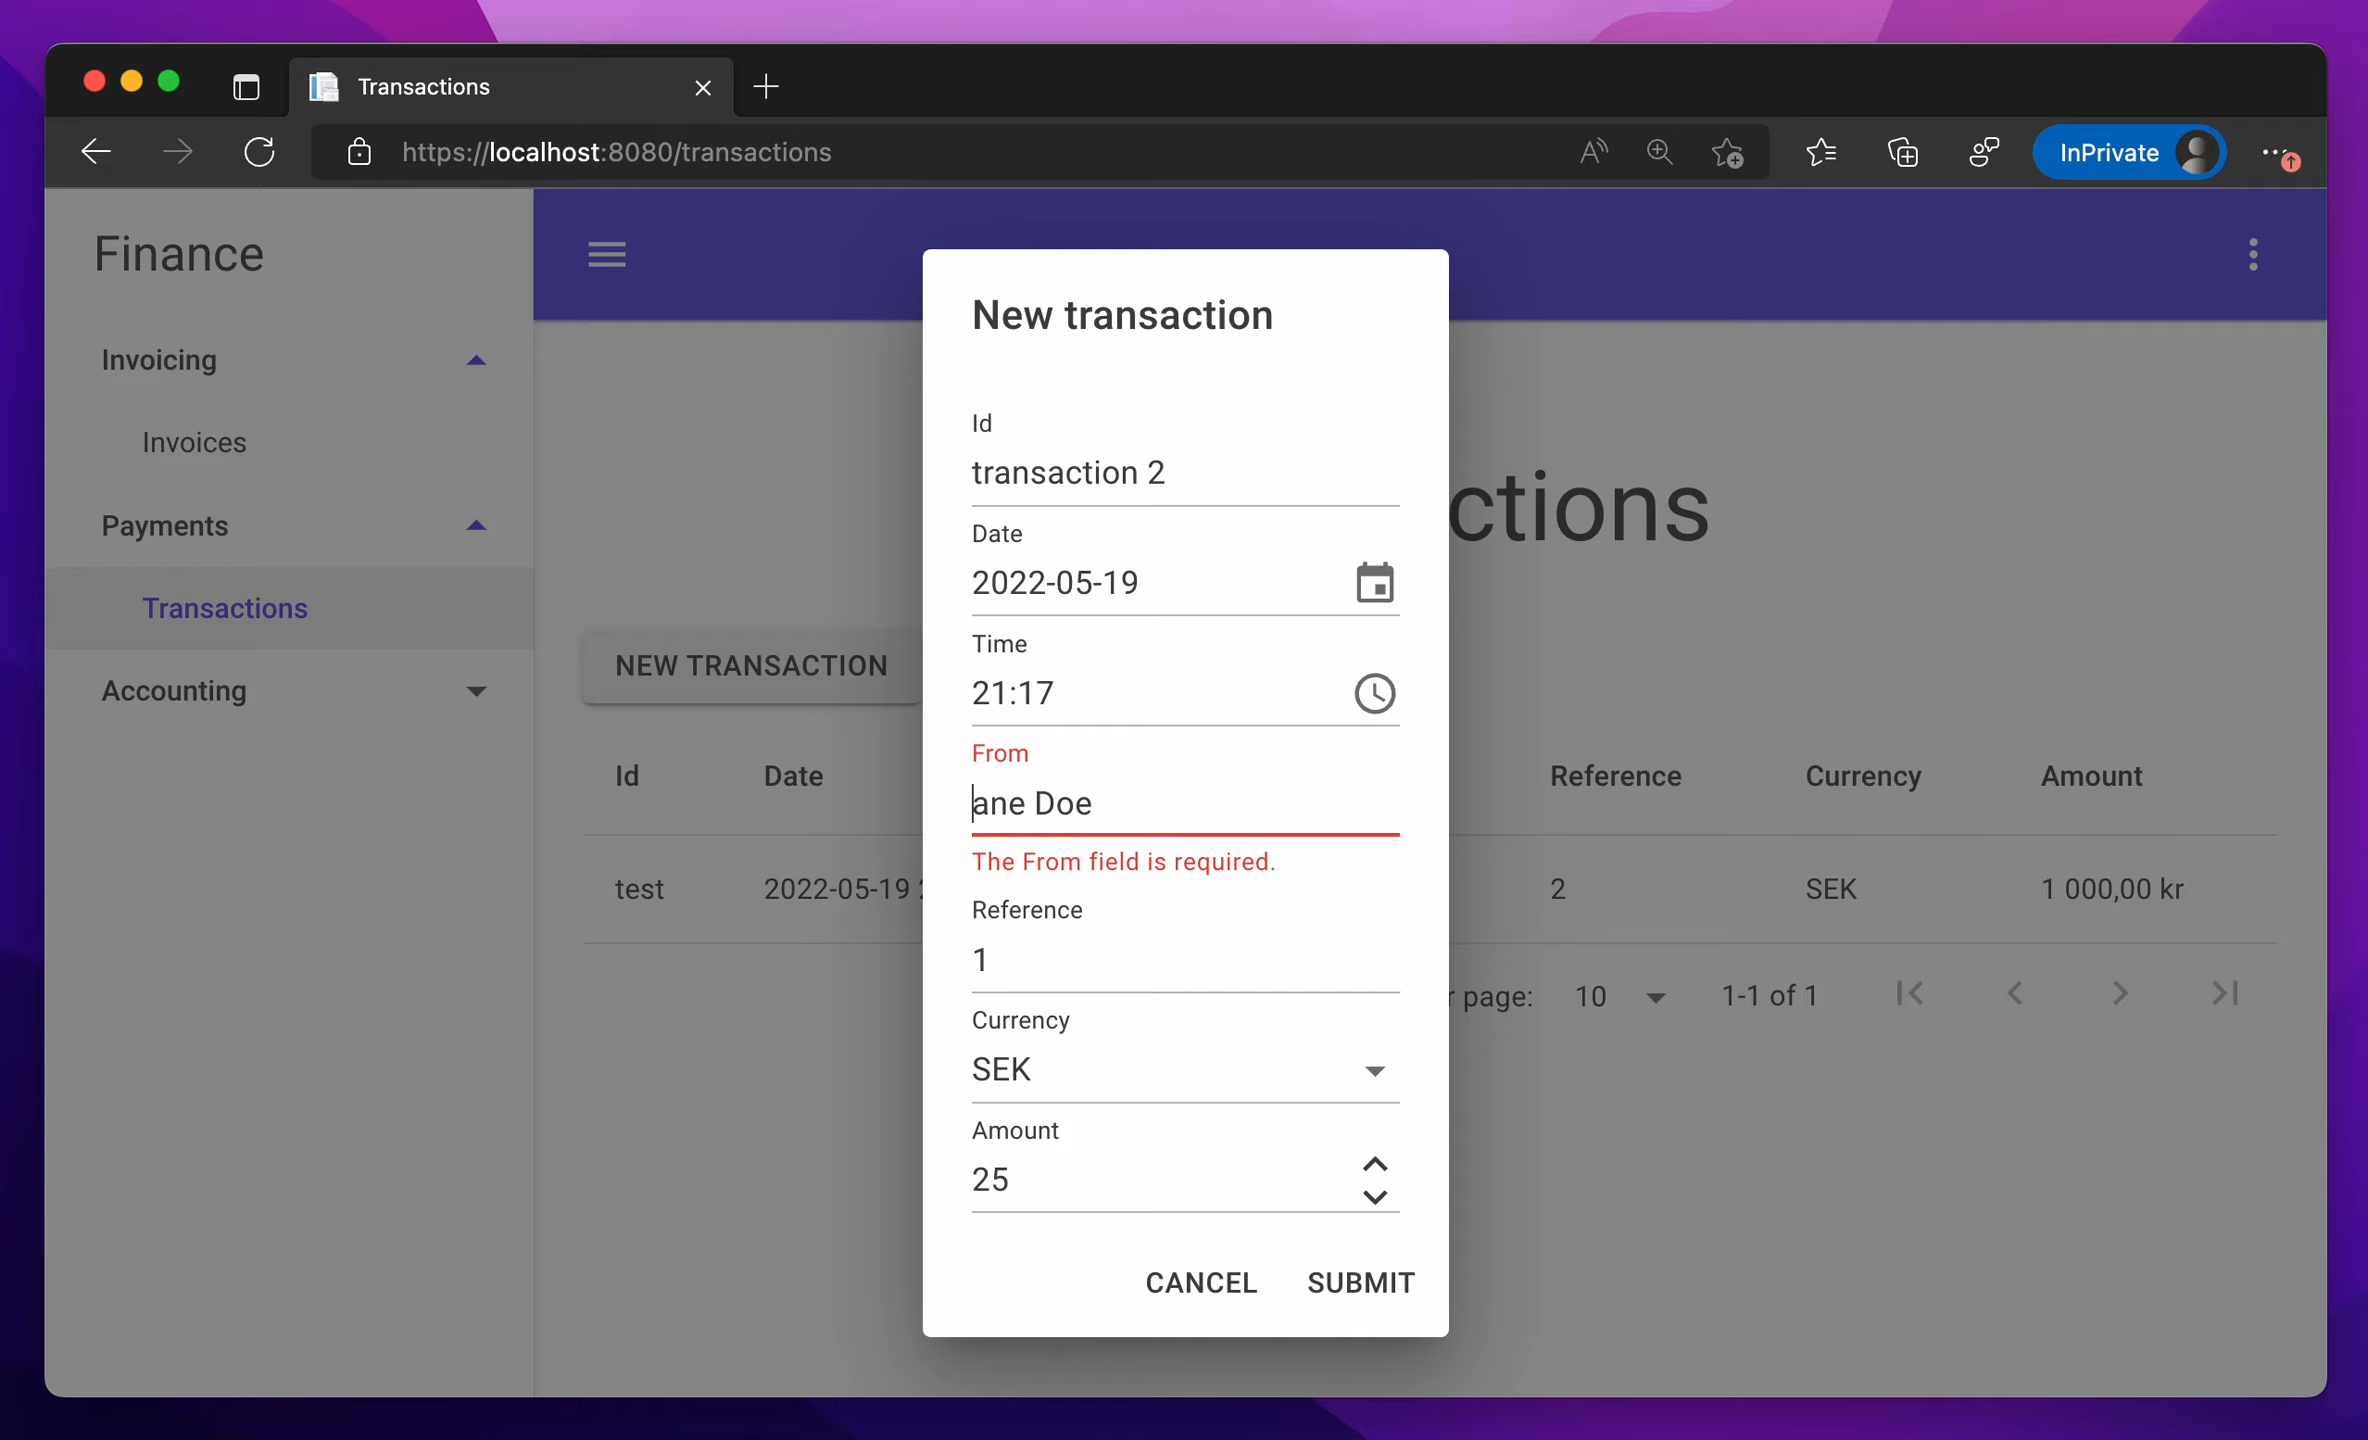 Transactions
https://localhost:8080/transactions
InPrivate
Finance
Invoicing
Invoices
Payments
Transactions
Accounting
ctions
NEW TRANSACTION
Id Date Reference Currency Amount
test 2022-05-19 2 SEK 1 000,00 kr
page: 10 1-1 of 1
New transaction
Id
transaction 2
Date
2022-05-19
Time
21:17
From
ane Doe
The From field is required.
Reference
1
Currency
SEK
Amount
25
CANCEL SUBMIT